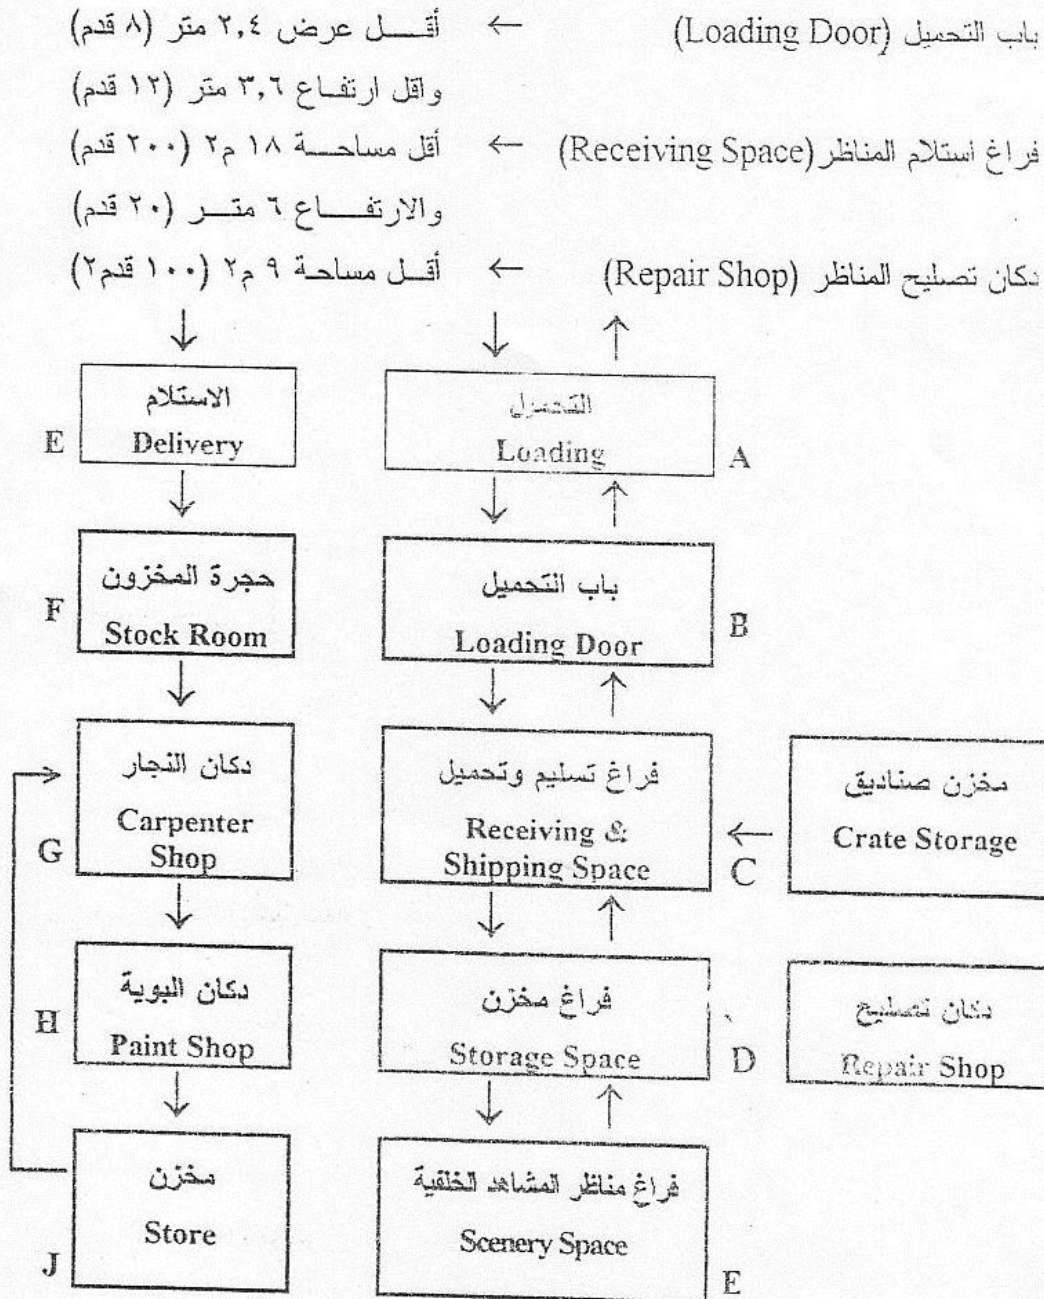 باب التحميل (Loading Door) ← أقل عرض ٢,٤ متر (٨ قدم)
واقل ارتفاع ٣,٦ متر (١٢ قدم)
فراغ استلام المناظر (Receiving Space) ← أقل مساحة ١٨ م٢ (٢٠٠ قدم)
والارتفاع ٦ متر (٢٠ قدم)
دكان تصليح المناظر (Repair Shop) ← أقل مساحة ٩ م٢ (١٠٠ قدم٢)
الاستلام
Delivery
E
حجرة المخزون
Stock Room
F
دكان النجار
Carpenter
Shop
G
دكان البوية
Paint Shop
H
مخزن
Store
J
Loading
A
باب التحميل
Loading Door
B
فراغ تسليم وتحميل
Receiving &
Shipping Space
C
فراغ مخزن
Storage Space
D
فراغ مناظر المشاهد الخلفية
Scenery Space
E
مخزن صناديق
Crate Storage
دكان تصليح
Repair Shop